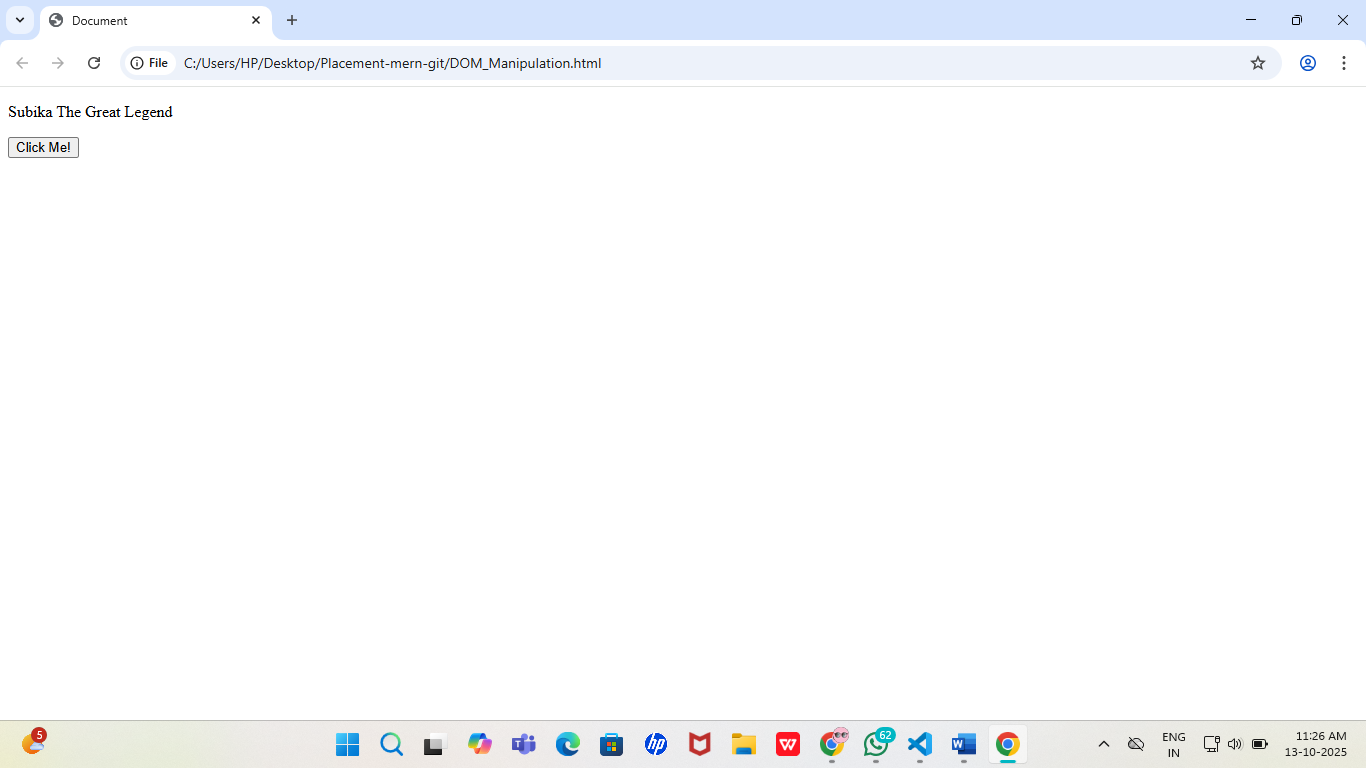 Document
File
C:/Users/HP/Desktop/Placement-mern-git/DOM_Manipulation.html
Subika The Great Legend
Click Me!
5
hp
W
62
W
ENG
IN
11:26 AM
13-10-2025